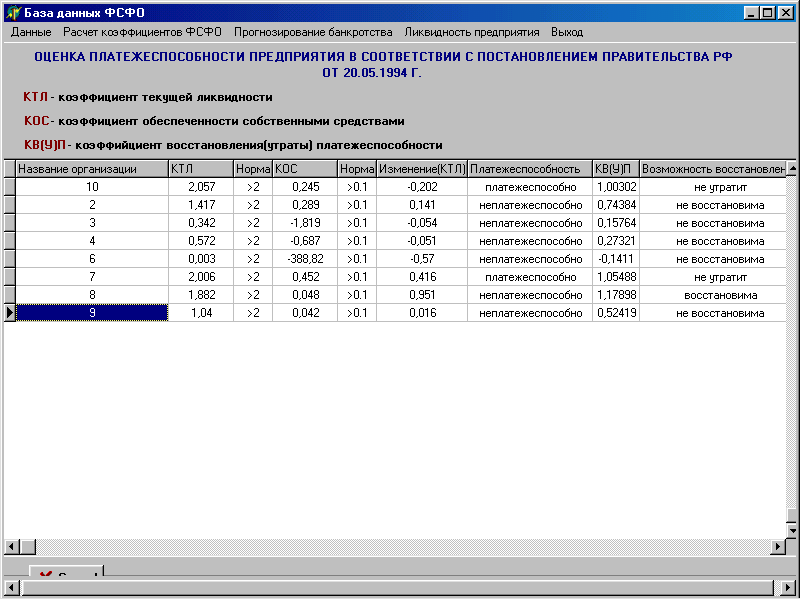 База данных ФСФО
Данные Расчет коэффициентов ФСФО Прогнозирование банкротства Ликвидность предприятия Выход
ОЦЕНКА ПЛАТЕЖЕСПОСОБНОСТИ ПРЕДПРИЯТИЯ В СООТВЕТСТВИИ С ПОСТАНОВЛЕНИЕМ ПРАВИТЕЛЬСТВА РФ
ОТ 20.05.1994 Г.
КТЛ - коэффициент текущей ликвидности
КОС - коэффициент обеспеченности собственными средствами
КВ(У)П - коэффийциент восстановления(утраты) платежеспособности
Название организации КТЛ Норма КОС Норма Изменение(КТЛ) Платежеспособность КВ(У)П Возможность восстановлен
10 2,057 >2 0,245 >0.1 -0,202 платежеспособно 1,00302 не утратит
2 1,417 >2 0,289 >0.1 0,141 неплатежеспособно 0,74384 не восстановима
3 0,342 >2 -1,819 >0.1 -0,054 неплатежеспособно 0,15764 не восстановима
4 0,572 >2 -0,687 >0.1 -0,051 неплатежеспособно 0,27321 не восстановима
6 0,003 >2 -388,82 >0.1 -0,57 неплатежеспособно -0,1411 не восстановима
7 2,006 >2 0,452 >0.1 0,416 платежеспособно 1,05488 не утратит
8 1,882 >2 0,048 >0.1 0,951 неплатежеспособно 1,17898 восстановима
9 1,04 >2 0,042 >0.1 0,016 неплатежеспособно 0,52419 не восстановима